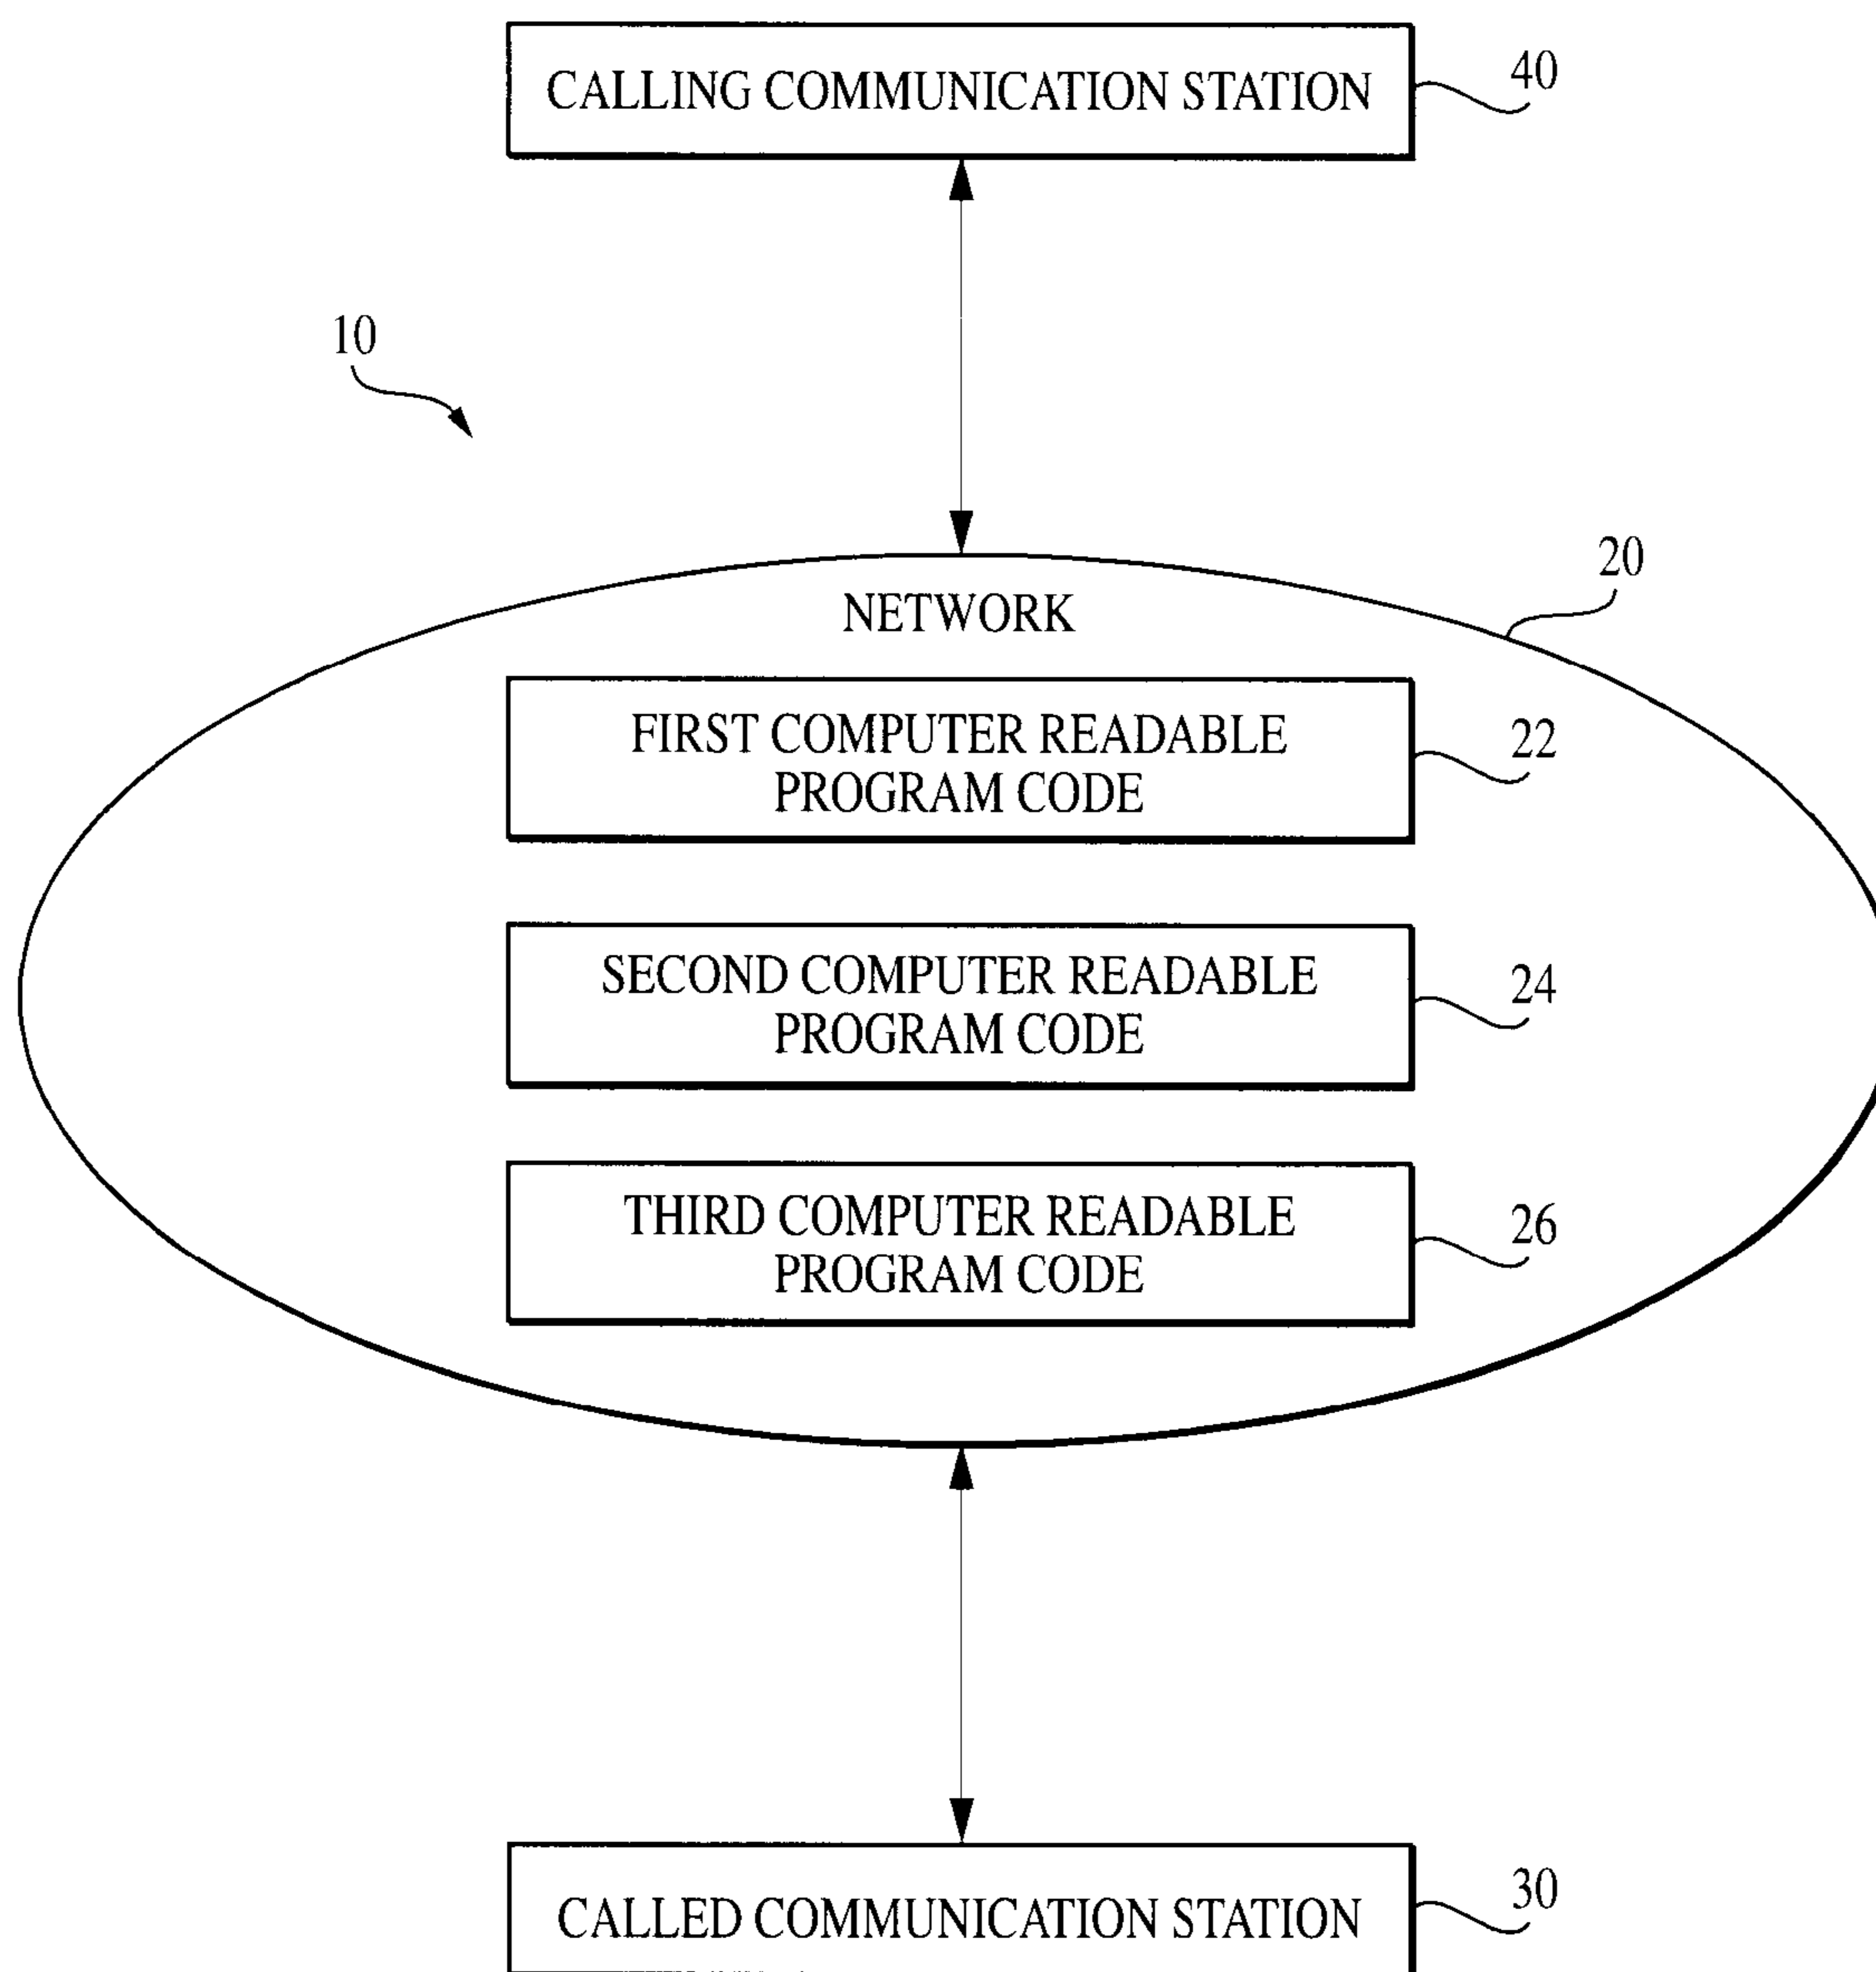 CALLING COMMUNICATION STATION
40
10
20
NETWORK
FIRST COMPUTER READABLE
PROGRAM CODE
22
SECOND COMPUTER READABLE
PROGRAM CODE
24
THIRD COMPUTER READABLE
PROGRAM CODE
26
CALLED COMMUNICATION STATION
30